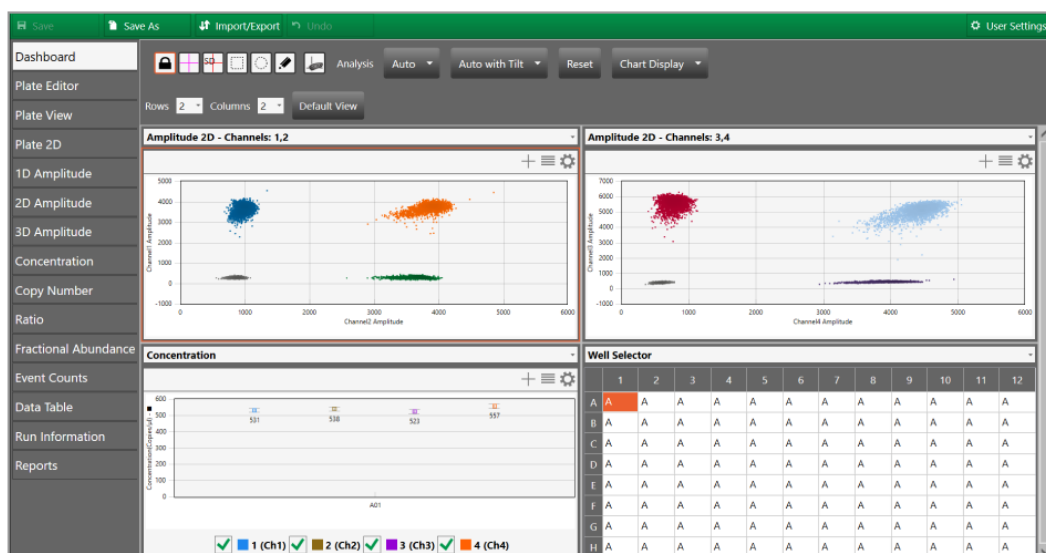 Save Save As Import/Export Undo User Settings
Dashboard
Plate Editor
Plate View
Plate 2D
1D Amplitude
2D Amplitude
3D Amplitude
Concentration
Copy Number
Ratio
Fractional Abundance
Event Counts
Data Table
Run Information
Reports
SD Analysis Auto Auto with Tilt Reset Chart Display
Rows 2 Columns 2 Default View
Amplitude 2D - Channels: 1,2
5000
4000
3000
2000
1000
0
-1000
Channel1 Amplitude
0 1000 2000 3000 4000 5000 6000
Channel2 Amplitude
Amplitude 2D - Channels: 3,4
7000
6000
5000
4000
3000
2000
1000
0
-1000
Channel3 Amplitude
0 1000 2000 3000 4000 5000 6000
Channel4 Amplitude
Concentration
600
500
400
300
200
100
0
Concentration(Copies/µl)
531 538 523 557
A01
1 (Ch1) 2 (Ch2) 3 (Ch3) 4 (Ch4)
Well Selector
1 2 3 4 5 6 7 8 9 10 11 12
A A A A A A A A A A A A A
B A A A A A A A A A A A A
C A A A A A A A A A A A A
D A A A A A A A A A A A A
E A A A A A A A A A A A A
F A A A A A A A A A A A A
G A A A A A A A A A A A A
H A A A A A A A A A A A A